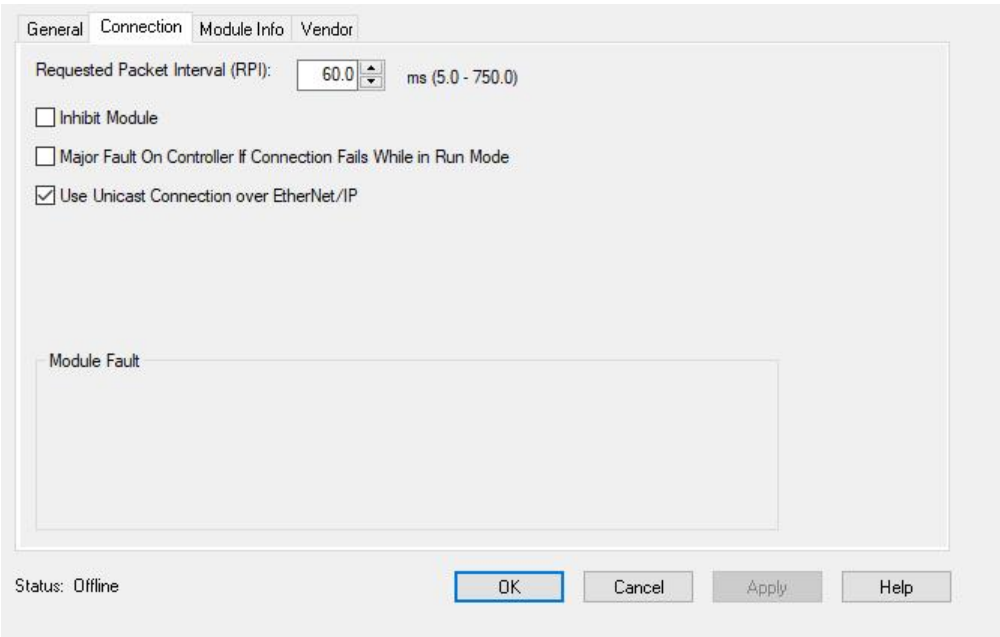 General Connection Module Info Vendor
Requested Packet Interval (RPI): 60.0 ms (5.0 - 750.0)
Inhibit Module
Major Fault On Controller If Connection Fails While in Run Mode
Use Unicast Connection over EtherNet/IP
Module Fault
Status: Offline OK Cancel Apply Help